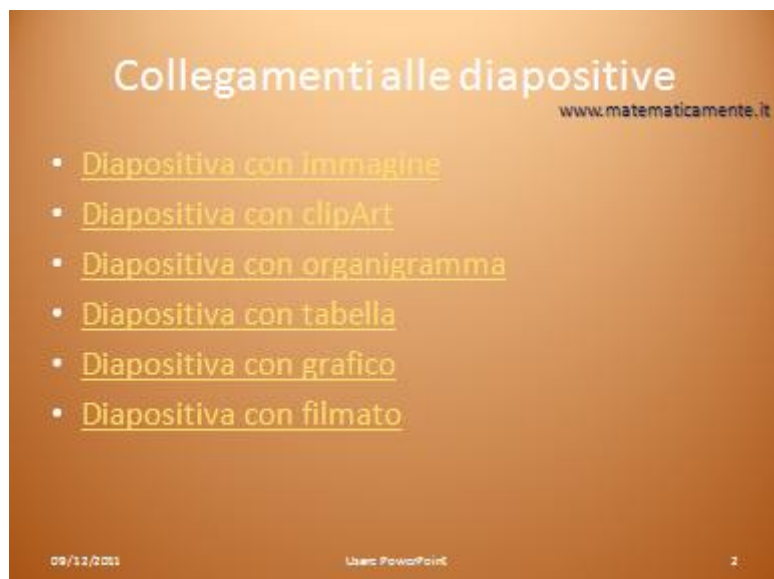 Collegamenti alle diapositive
www.matematicamente.it
• Diapositiva con immagine
• Diapositiva con clipArt
• Diapositiva con organigramma
• Diapositiva con tabella
• Diapositiva con grafico
• Diapositiva con filmato
09/12/2011 Usare PowerPoint 2